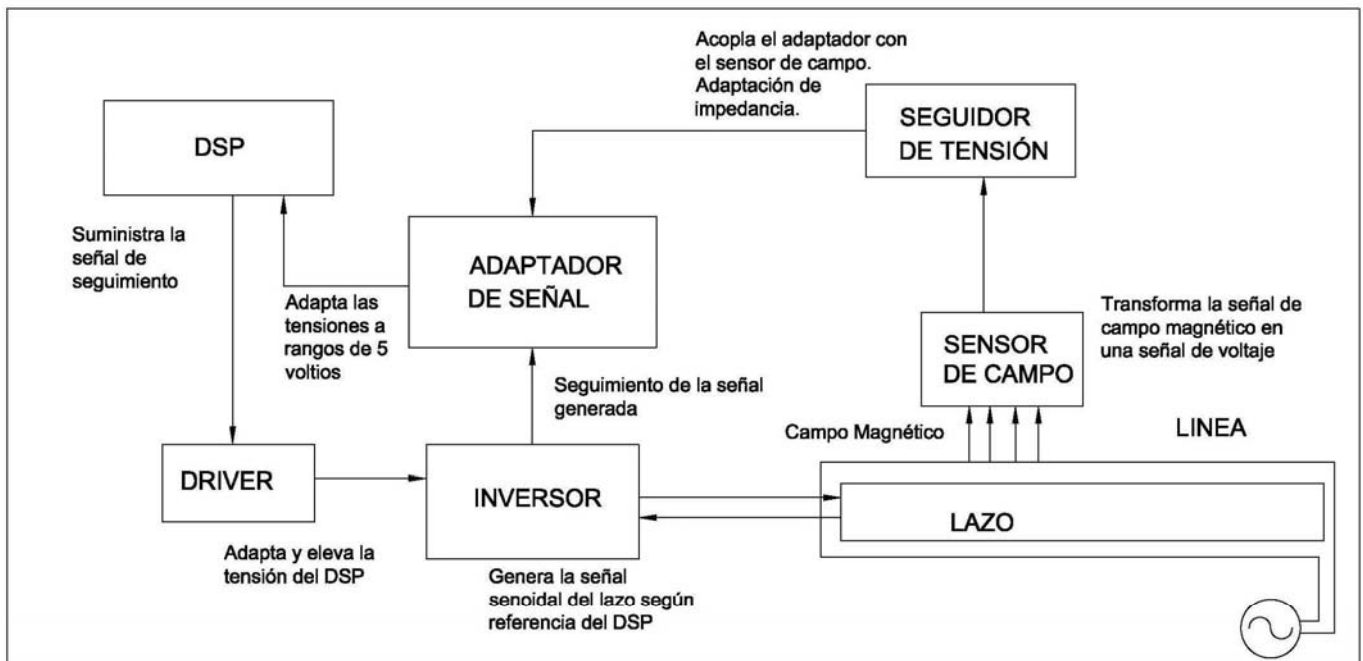 Acopla el adaptador con
el sensor de campo.
Adaptación de
impedancia.
SEGUIDOR
DE TENSIÓN
DSP
Suministra la
señal de
seguimiento
ADAPTADOR
DE SEÑAL
Adapta las
tensiones a
rangos de 5
voltios
Transforma la señal de
campo magnético en
una señal de voltaje
SENSOR
DE CAMPO
Seguimiento de la señal
generada
Campo Magnético
LINEA
DRIVER
INVERSOR
LAZO
Adapta y eleva la
tensión del DSP
Genera la señal
senoidal del lazo según
referencia del DSP